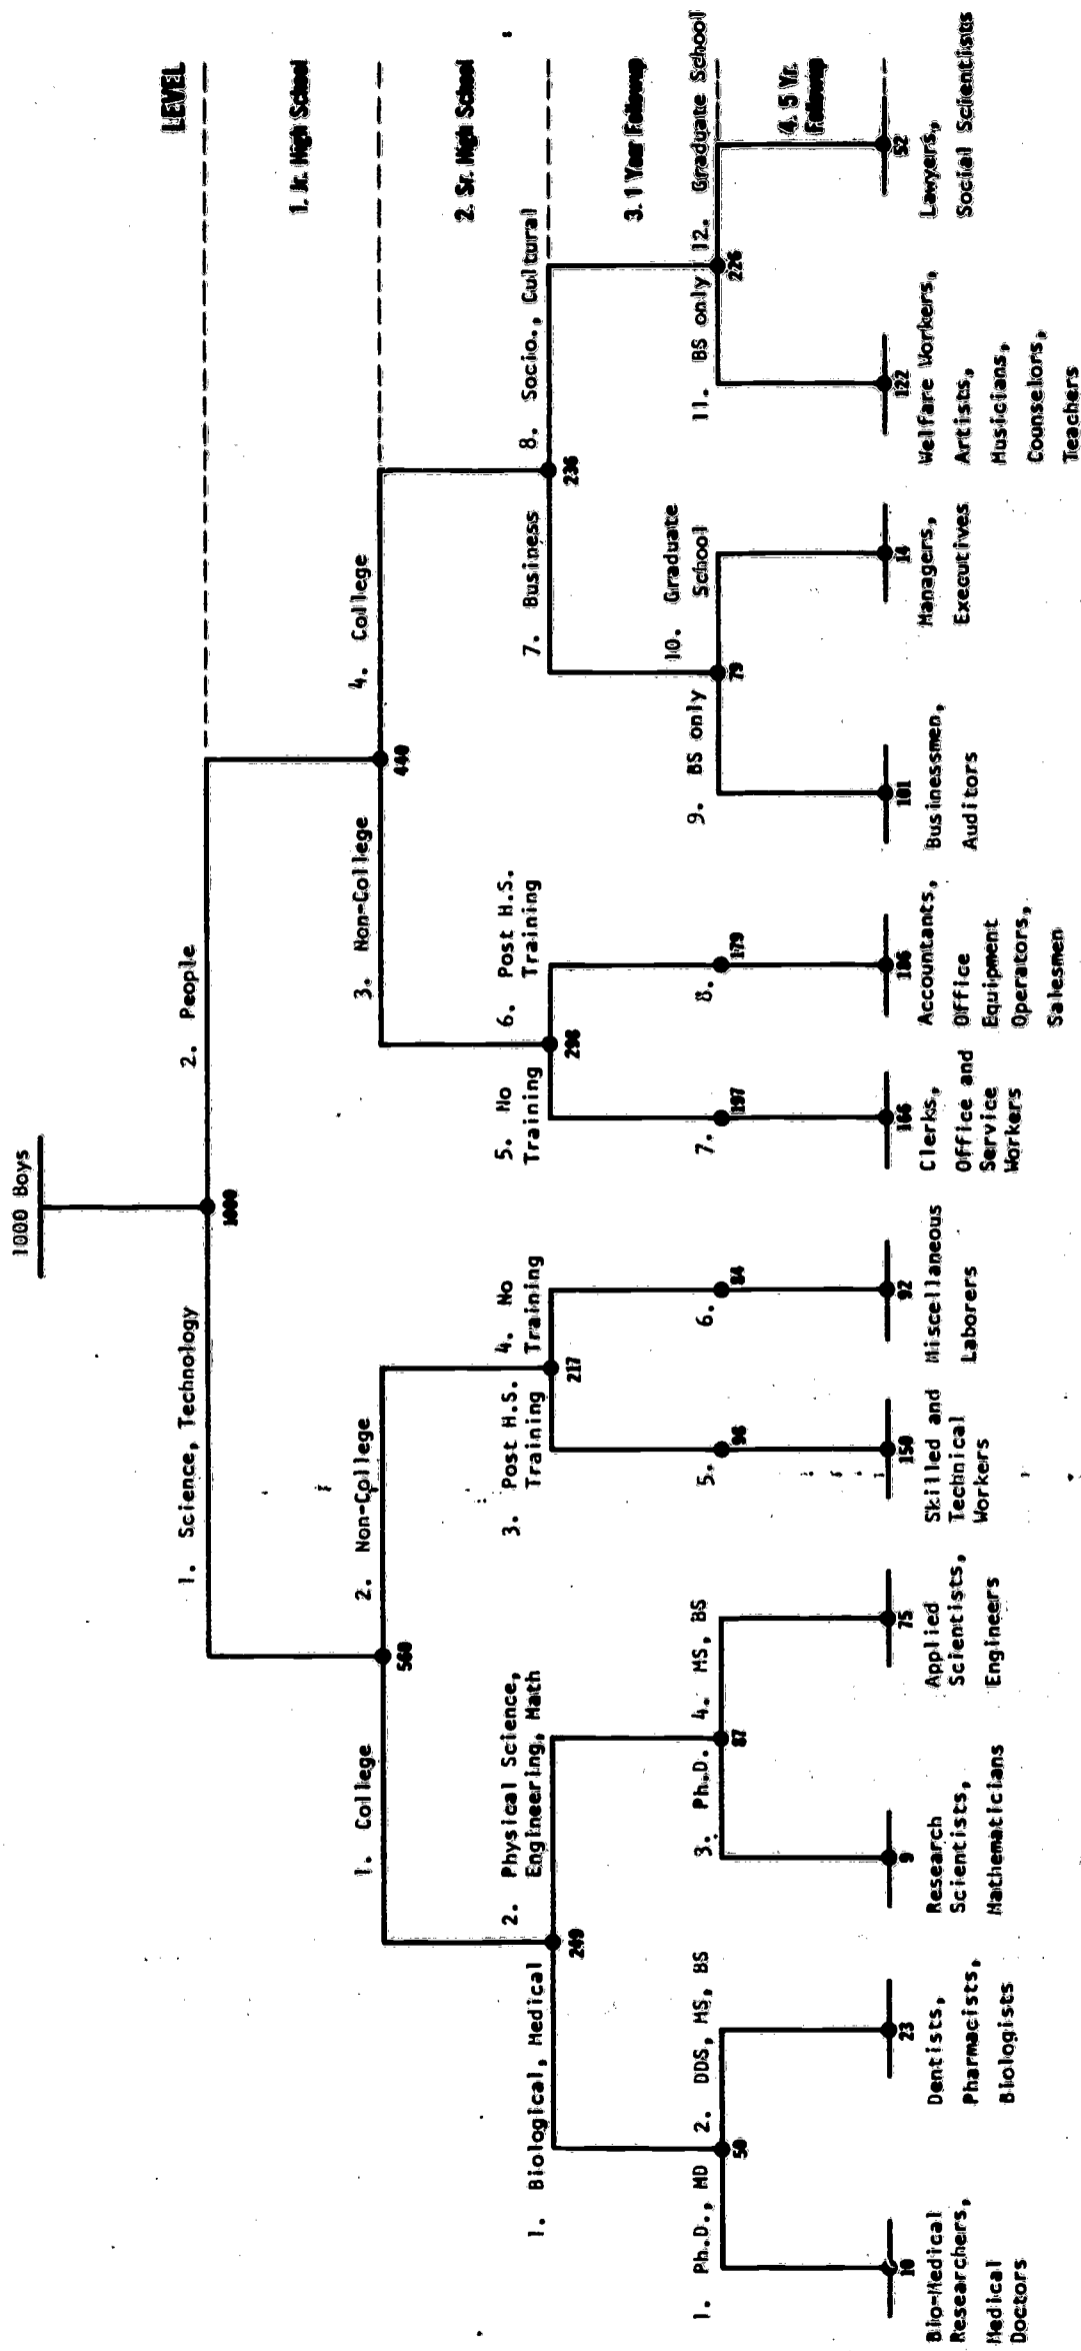 1000 Boys
LEVEL
1. Science, Technology
2. People
1000
1. Jr. High School
1. College
2. Non-College
3. Non-College
4. College
560
440
2. Sr. High School
1. Biological, Medical
2. Physical Science,
Engineering, Math
3. Post H.S.
Training
4. No
Training
5. No
Training
6. Post H.S.
Training
7. Business
8. Socio., Cultural
217
236
3. 1 Year Followup
1. Ph.D., MD
2. DDS, MS, BS
3. Ph.D.
4. MS, BS
5.
6.
7.
8.
9. BS only
10. Graduate
School
11. BS only
12. Graduate School
50
87
96
84
197
179
79
226
4. 5 Yr.
Followup
10
23
9
75
150
92
166
186
101
14
122
52
Bio-Medical
Researchers,
Medical
Doctors
Dentists,
Pharmacists,
Biologists
Research
Scientists,
Mathematicians
Applied
Scientists,
Engineers
Skilled and
Technical
Workers
Miscellaneous
Laborers
Clerks,
Office and
Service
Workers
Accountants,
Office
Equipment
Operators,
Salesmen
Businessmen,
Auditors
Managers,
Executives
Welfare Workers,
Artists,
Musicians,
Counselors,
Teachers
Lawyers,
Social Scientists